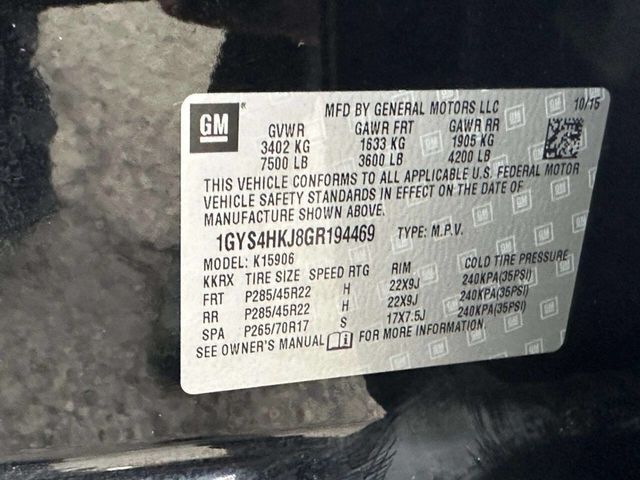 GM
MFD BY GENERAL MOTORS LLC 10/15
GVWR GAWR FRT GAWR RR
3402 KG 1633 KG 1905 KG
7500 LB 3600 LB 4200 LB
THIS VEHICLE CONFORMS TO ALL APPLICABLE U.S. FEDERAL MOTOR
VEHICLE SAFETY STANDARDS IN EFFECT ON THE DATE OF
MANUFACTURE SHOWN ABOVE.
1GYS4HKJ8GR194469 TYPE: M.P.V.
MODEL: K15906
KKRX TIRE SIZE SPEED RTG RIM COLD TIRE PRESSURE
FRT P285/45R22 H 22X9J 240KPA(35PSI)
RR P285/45R22 H 22X9J 240KPA(35PSI)
SPA P265/70R17 S 17X7.5J 240KPA(35PSI)
SEE OWNER'S MANUAL FOR MORE INFORMATION.